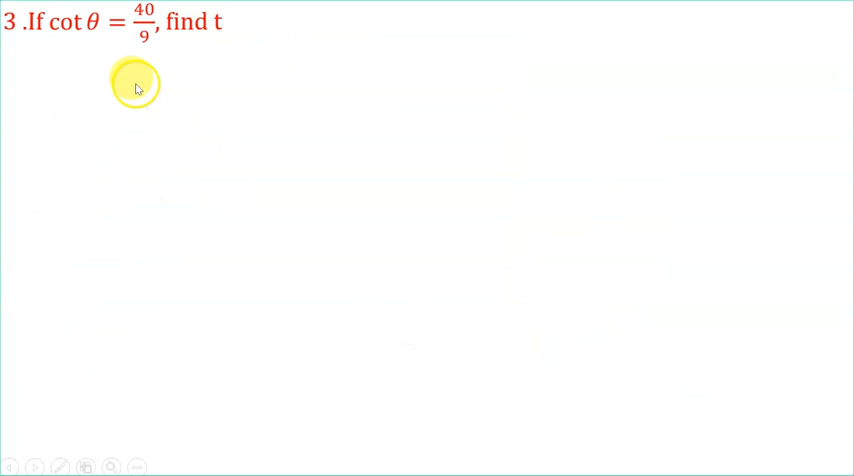 3 .If cot θ = 40/9, find t